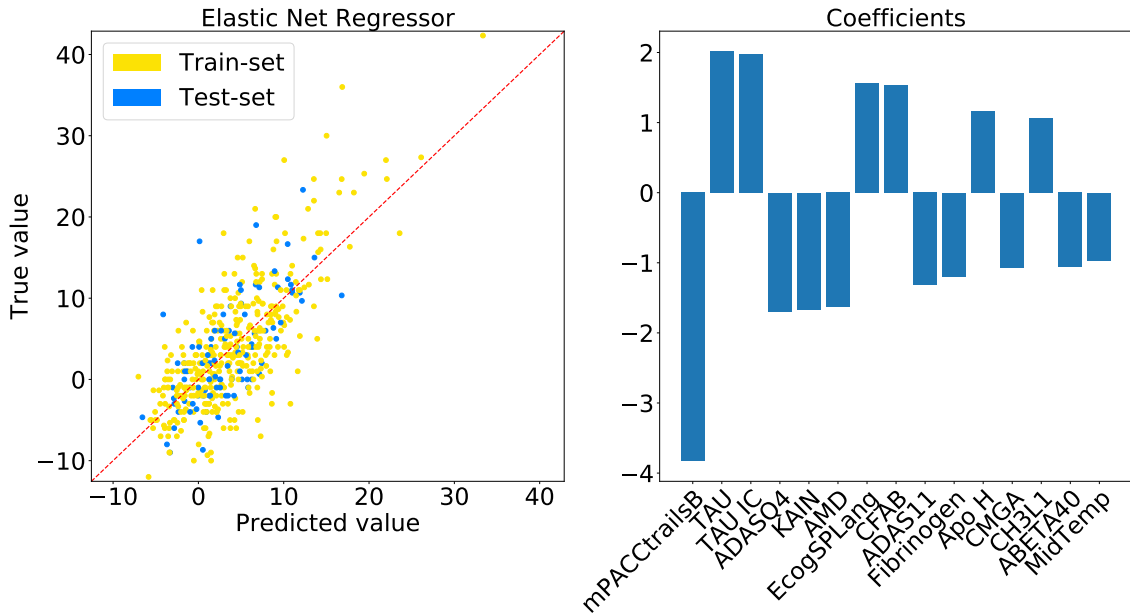 Elastic Net Regressor
Train-set
Test-set
True value
40
30
20
10
0
−10
−10
0
10
20
30
40
Predicted value
Coefficients
2
1
0
−1
−2
−3
−4
mPACCtrailsB
TAU
TAU IC
ADASQ4
KAIN
AMD
EcogSPLang
CFAB
ADAS11
Fibrinogen
Apo H
CMGA
CH3L1
ABETA40
MidTemp